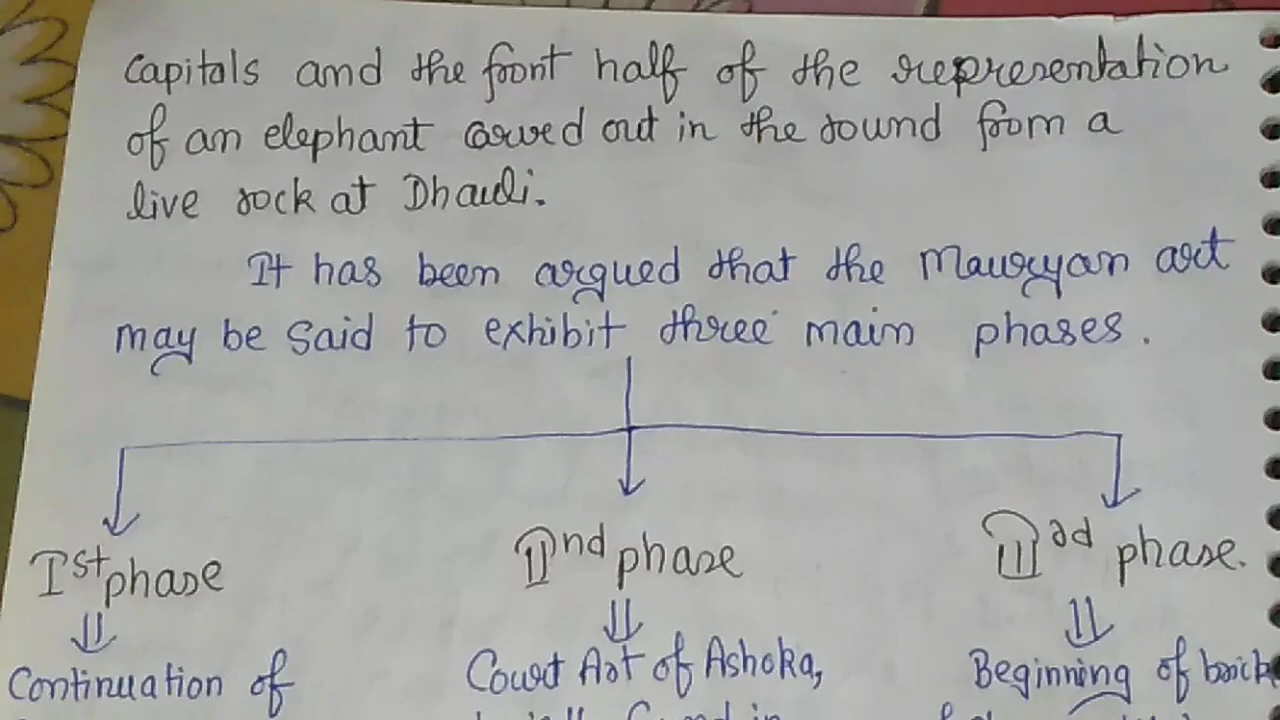 capitals and the front half of the representation
of an elephant carved out in the round from a
live rock at Dhauli.
It has been argued that the Mauryan art
may be said to exhibit three main phases.
Ist phase IInd phase IIIrd phase.
Continuation of Court Art of Ashoka, Beginning of brick